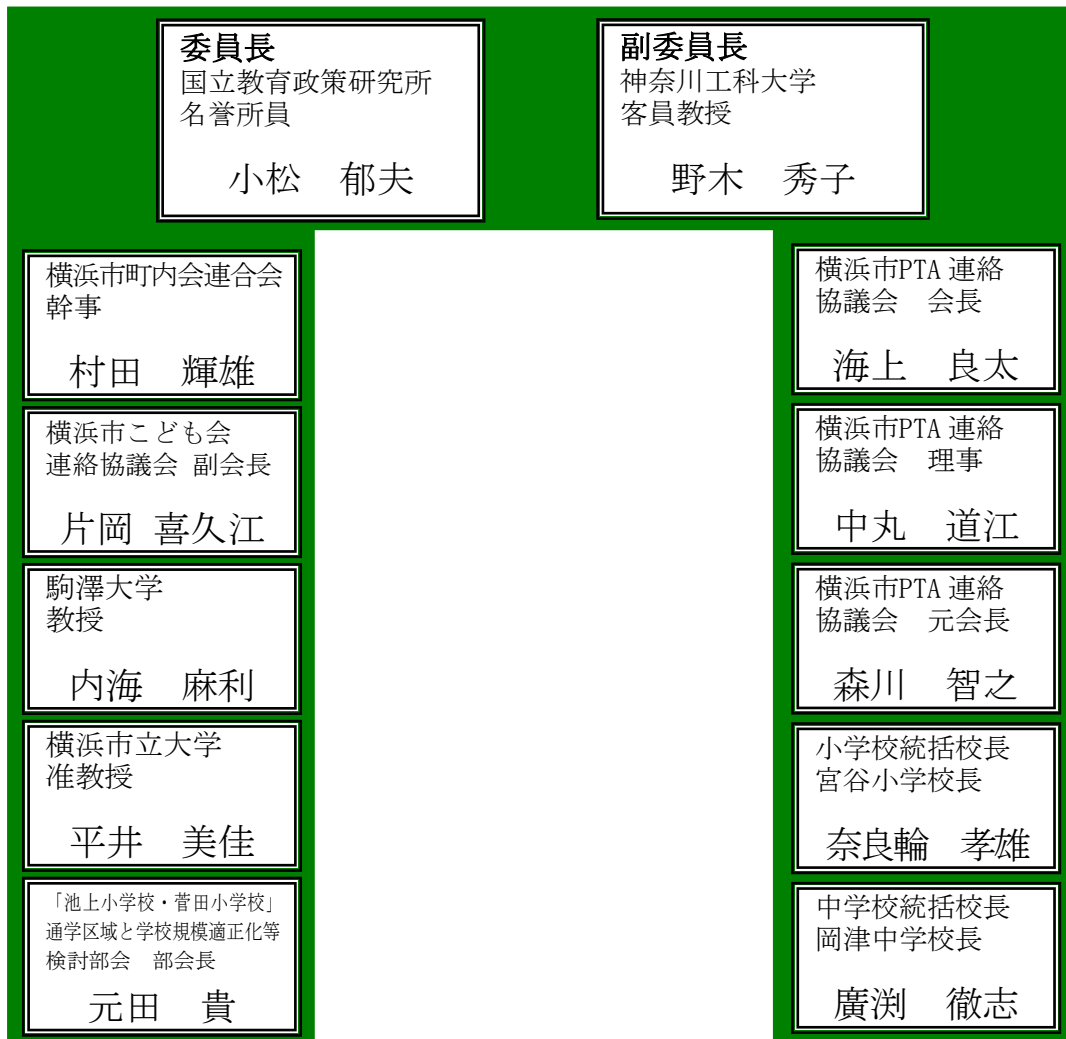 委員長
国立教育政策研究所
名誉所員
小松　郁夫
副委員長
神奈川工科大学
客員教授
野木　秀子
横浜市町内会連合会
幹事
村田　輝雄
横浜市こども会
連絡協議会 副会長
片岡 喜久江
駒澤大学
教授
内海　麻利
横浜市立大学
准教授
平井　美佳
「池上小学校・菅田小学校」
通学区域と学校規模適正化等
検討部会　部会長
元田　貴
横浜市PTA 連絡
協議会　会長
海上　良太
横浜市PTA 連絡
協議会　理事
中丸　道江
横浜市PTA 連絡
協議会　元会長
森川　智之
小学校統括校長
宮谷小学校長
奈良輪　孝雄
中学校統括校長
岡津中学校長
廣渕　徹志